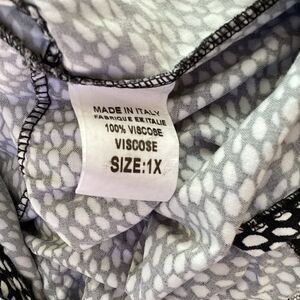 MADE IN ITALY
FABRIQUE EN ITALIE
100% VISCOSE
VISCOSE
SIZE:1X